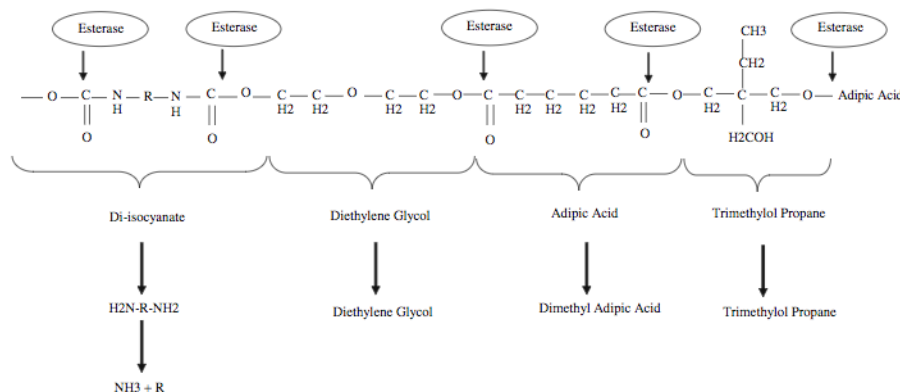 Esterase Esterase Esterase Esterase Esterase
CH3
CH2
O C N R N C O C C O C C O C C C C C C O C C C O Adipic Acid
H H H2 H2 H2 H2 H2 H2 H2 H2 H2 H2
O O O O H2COH
Di-isocyanate Diethylene Glycol Adipic Acid Trimethylol Propane
H2N-R-NH2 Diethylene Glycol Dimethyl Adipic Acid Trimethylol Propane
NH3 + R